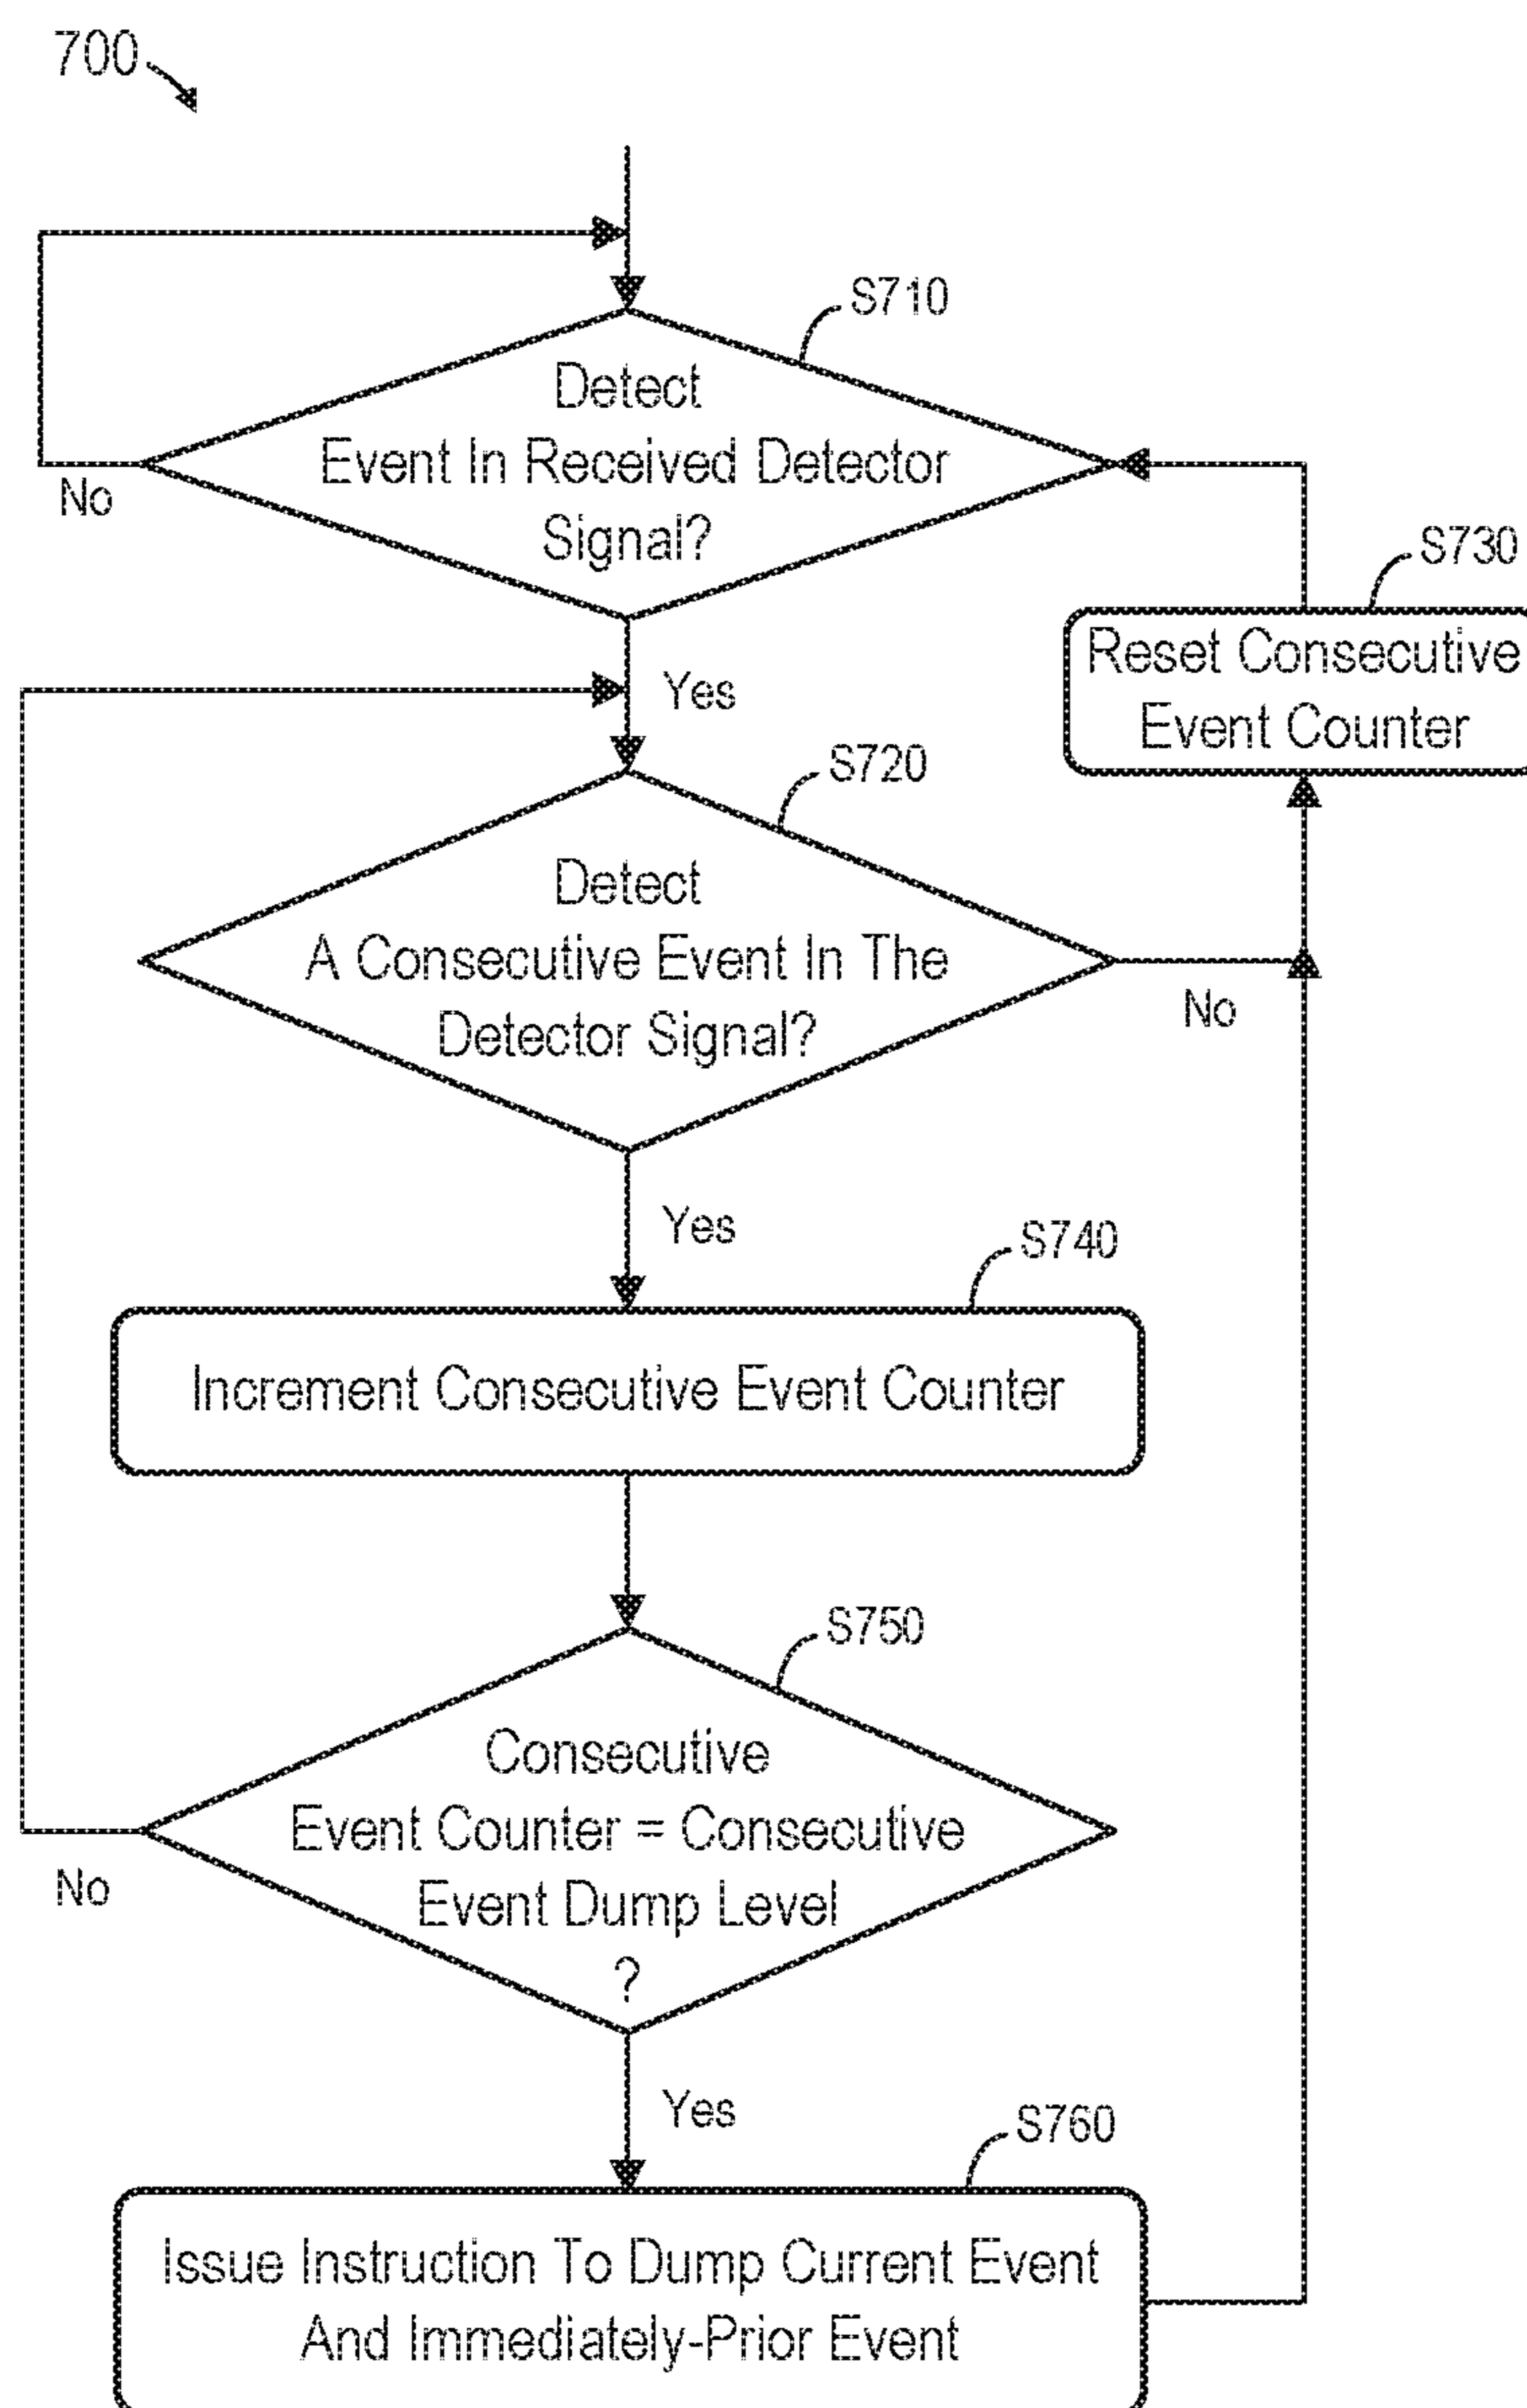 700
S710
Detect
Event In Received Detector
Signal?
No
S730
Reset Consecutive
Event Counter
Yes
S720
Detect
A Consecutive Event In The
Detector Signal?
No
Yes
S740
Increment Consecutive Event Counter
S750
Consecutive
Event Counter = Consecutive
Event Dump Level
?
No
Yes
S760
Issue Instruction To Dump Current Event
And Immediately-Prior Event